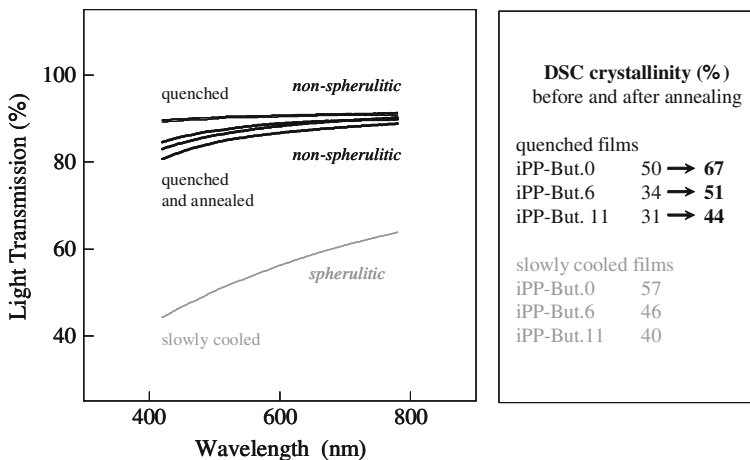 Light Transmission (%)
100
80
60
40
quenched
non-spherulitic
non-spherulitic
quenched
and annealed
spherulitic
slowly cooled
400
600
800
Wavelength (nm)
DSC crystallinity (%)
before and after annealing
quenched films
iPP-But.0 50 → 67
iPP-But.6 34 → 51
iPP-But. 11 31 → 44
slowly cooled films
iPP-But.0 57
iPP-But.6 46
iPP-But.11 40